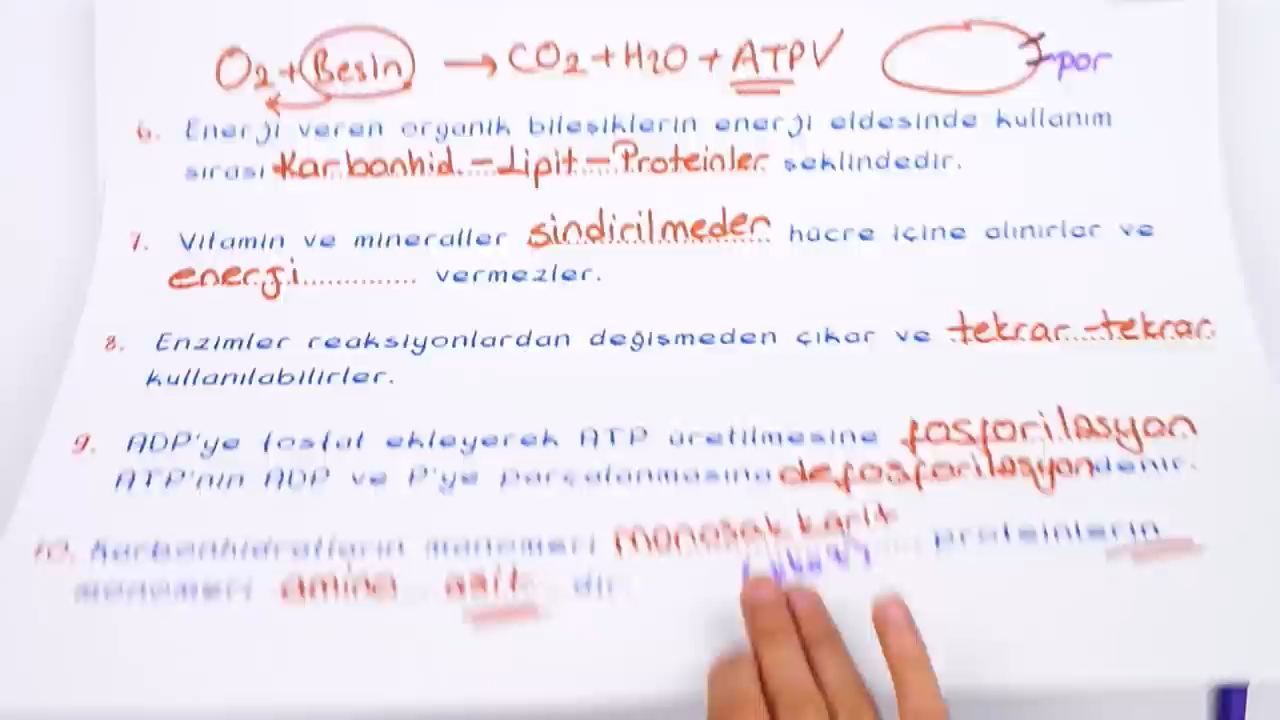 O2 + Besin → CO2 + H2O + ATP por
6. Enerji veren organik bileşiklerin enerji eldesinde kullanım
sırası Karbanhid...-Lipit-Proteinler şeklindedir.
7. Vitamin ve mineraller sindirilmeden hücre içine alınırlar ve
enerji.............. vermezler.
8. Enzimler reaksiyonlardan değişmeden çıkar ve tekrar...-tekrar.
kullanılabilirler.
9. ADP'ye fosfat ekleyerek ATP üretilmesine fosforilasyon
ATP'nin ADP ve P'ye parçalanmasına defosforilasyon denir.
10. Karbonhidratların monomeri monosakkarit proteinlerin
monomeri amino asit dir.